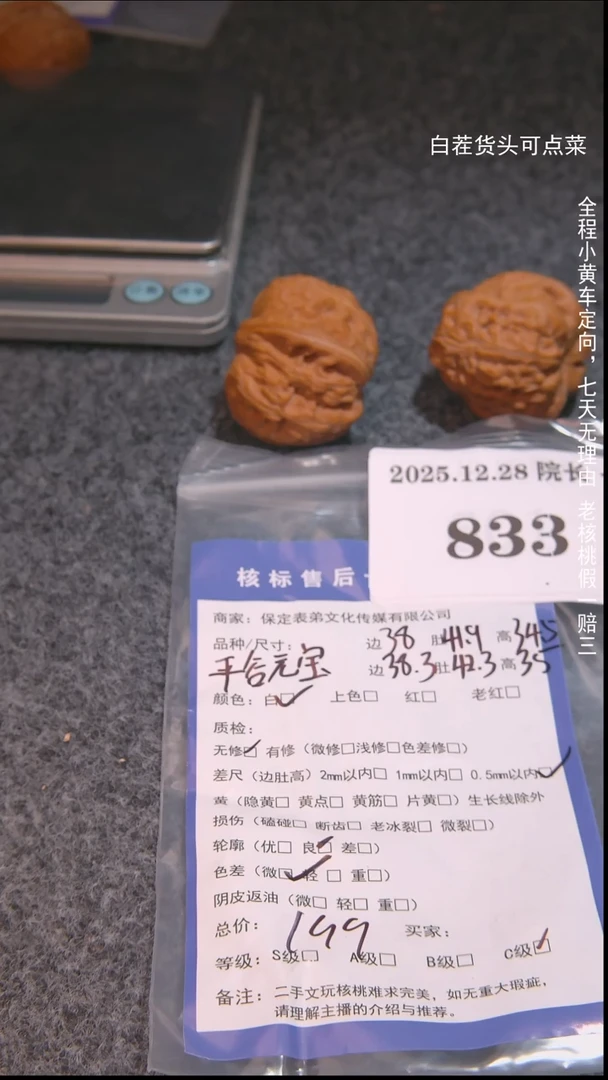 白茬货头可点菜
全程小黄车定向，七天无理由 老核桃假一赔三
2025.12.28 院长
833
核标售后
商家：保定表弟文化传媒有限公司
品种/尺寸： 边38 肚41.9 高34.5
平谷元宝 边38.3 肚42.3 高35
颜色：白☑ 上色□ 红□ 老红□
质检：
无修☑ 有修（微修□浅修□色差修□）
差尺（边肚高）2mm以内□ 1mm以内□ 0.5mm以内☑
黄（隐黄□ 黄点□ 黄筋□ 片黄□）生长线除外
损伤（磕碰□ 断齿□ 老冰裂□ 微裂□）
轮廓（优□ 良☑ 差□）
色差（微☑ 轻□ 重□）
阴皮返油（微□ 轻□ 重□）
总价：199 买家：
等级：S级□ A级□ B级□ C级☑
备注：二手文玩核桃难求完美，如无重大瑕疵，
请理解主播的介绍与推荐。